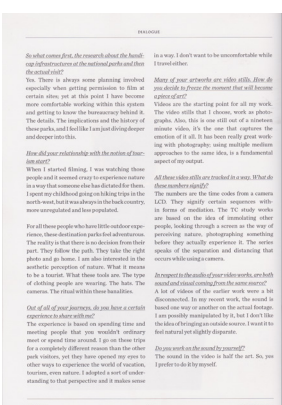 DIALOGUE
So what comes first, the research about the handi-
cap infrastructures at the national parks and then
the actual visit?
Yes. There is always some planning involved
especially when getting permission to film at
certain sites; yet at this point I have become
more comfortable working within this system
and getting to know the bureaucracy behind it.
The details. The implications and the history of
these parks, and I feel like I am just diving deeper
and deeper into this.
How did your relationship with the notion of tour-
ism start?
When I started filming, I was watching these
people and it seemed crazy to experience nature
in a way that someone else has dictated for them.
I spent my childhood going on hiking trips in the
north-west, but it was always in the back country,
more unregulated and less populated.
For all these people who have little outdoor expe-
rience, these destination parks feel adventurous.
The reality is that there is no decision from their
part. They follow the path. They take the right
photo and go home. I am also interested in the
aesthetic perception of nature. What it means
to be a tourist. What these tools are. The type
of clothing people are wearing. The hats. The
cameras. The ritual within these banalities.
Out of all of your journeys, do you have a certain
experience to share with me?
The experience is based on spending time and
meeting people that you wouldn't ordinary
meet or spend time around. I go on these trips
for a completely different reason than the other
park visitors, yet they have opened my eyes to
other ways to experience the world of vacation,
tourism, even nature. I adopted a sort of under-
standing to that perspective and it makes sense
in a way. I don't want to be uncomfortable while
I travel either.
Many of your artworks are video stills. How do
you decide to freeze the moment that will become
a piece of art?
Videos are the starting point for all my work.
The video stills that I choose, work as photo-
graphs. Also, this is one still out of a nineteen
minute video, it's the one that captures the
emotion of it all. It has been really great work-
ing with photography: using multiple medium
approaches to the same idea, is a fundamental
aspect of my output.
All these video stills are tracked in a way. What do
these numbers signify?
The numbers are the time codes from a camera
LCD. They signify certain sequences with-
in forms of mediation. The TC study works
are based on the idea of immolating other
people, looking through a screen as the way of
perceiving nature, photographing something
before they actually experience it. The series
speaks of the separation and distancing that
occurs while using a camera.
In respect to the audio of your video works, are both
sound and visual coming from the same source?
A lot of videos of the earlier work were a bit
disconnected. In my recent work, the sound is
based one way or another on the actual footage.
I am possibly manipulated by it, but I don't like
the idea of bringing an outside source. I want it to
feel natural yet slightly disparate.
Do you work on the sound by yourself?
The sound in the video is half the art. So, yes
I prefer to do it by myself.